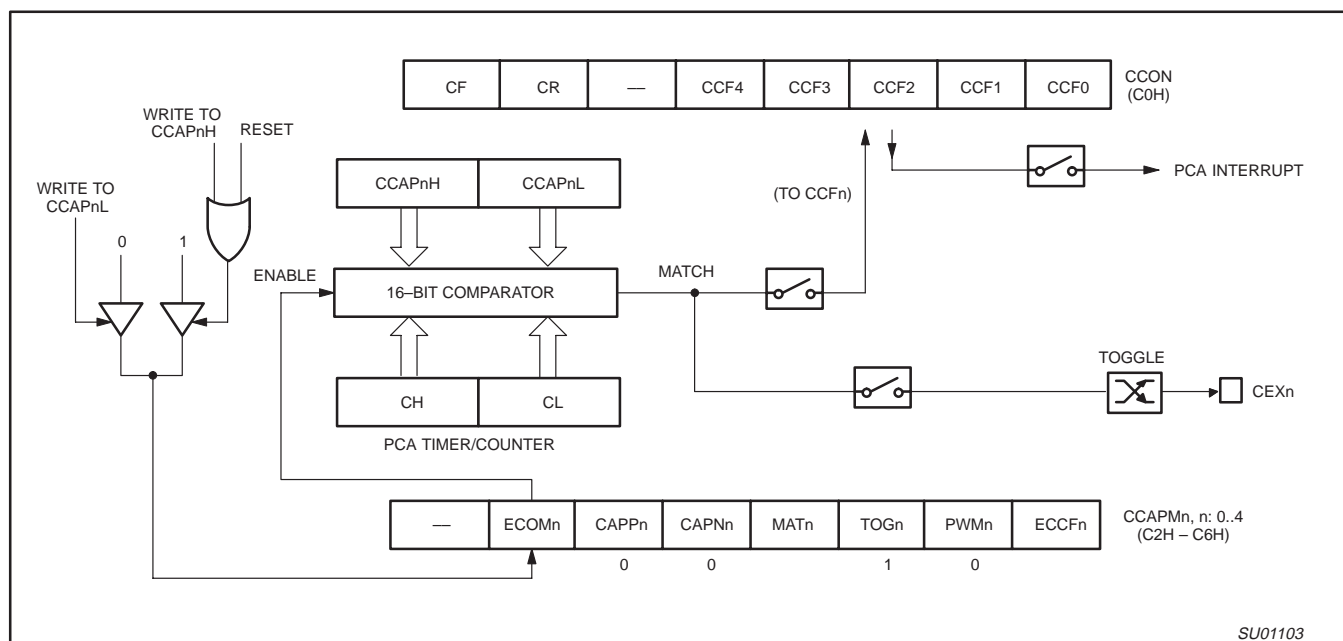 CF CR — CCF4 CCF3 CCF2 CCF1 CCF0
CCON
(C0H)
WRITE TO
CCAPnH
RESET
WRITE TO
CCAPnL
0
1
CCAPnH CCAPnL
(TO CCFn)
PCA INTERRUPT
ENABLE
16–BIT COMPARATOR
MATCH
TOGGLE
CH CL
CEXn
PCA TIMER/COUNTER
— ECOMn CAPPn CAPNn MATn TOGn PWMn ECCFn
CCAPMn, n: 0..4
(C2H – C6H)
0 0 1 0
SU01103